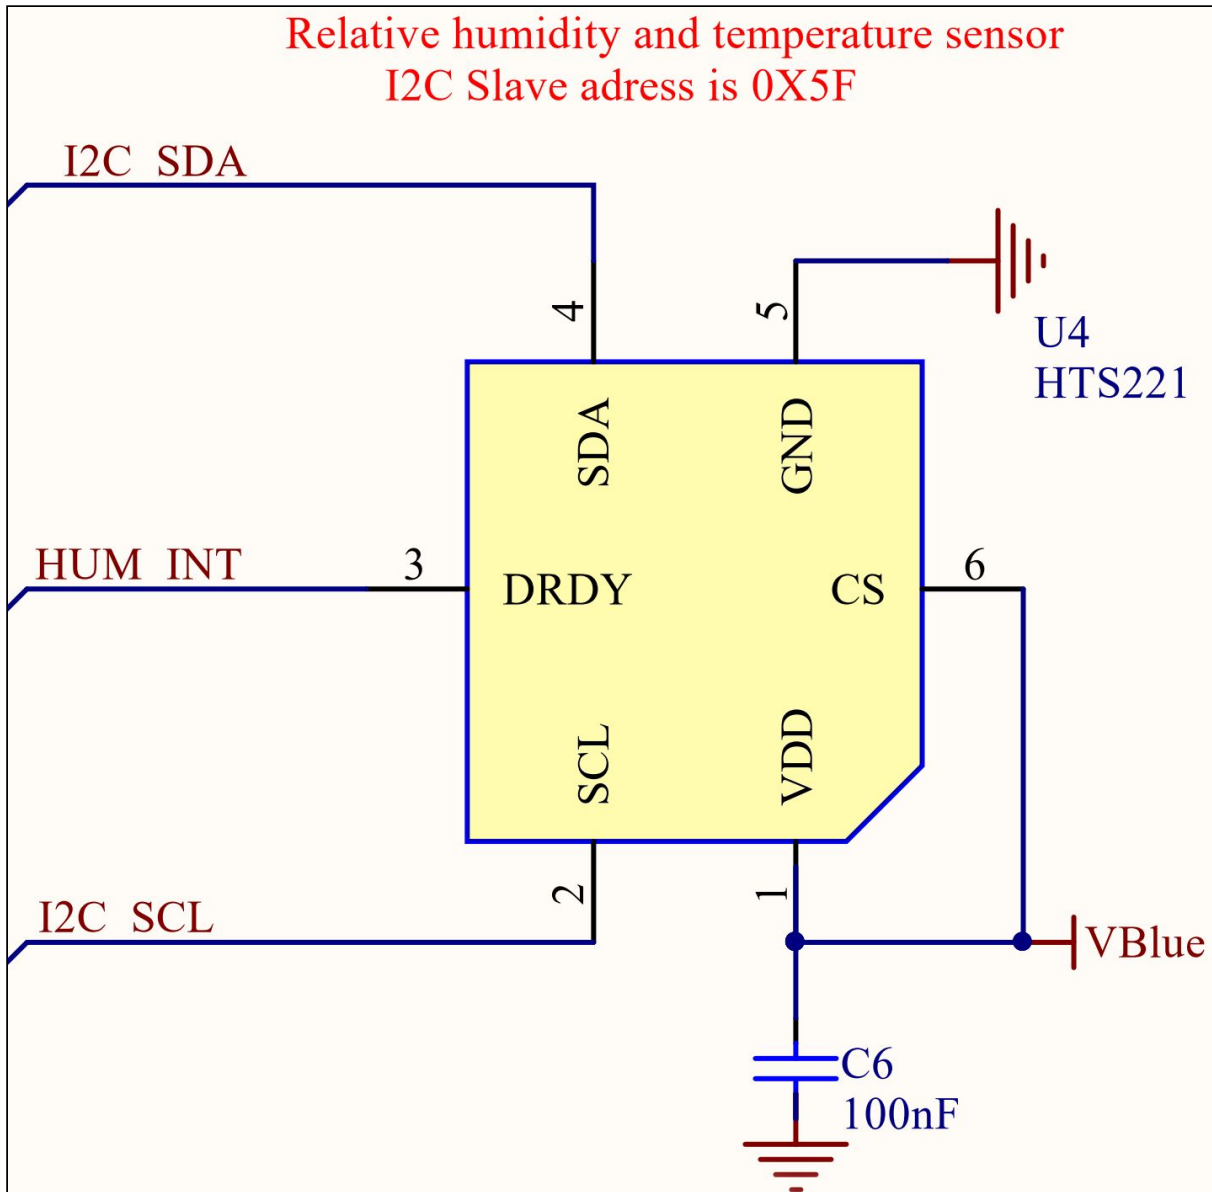 Relative humidity and temperature sensor
I2C Slave adress is 0X5F
I2C SDA
4
5
U4
HTS221
SDA
GND
HUM INT
3
DRDY
CS
6
SCL
VDD
2
1
I2C SCL
VBlue
C6
100nF